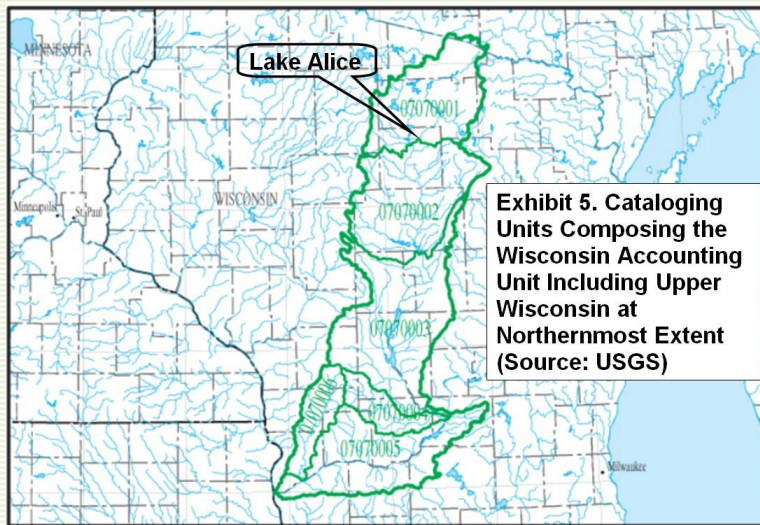 MINNESOTA
Lake Alice
07070001
WISCONSIN
07070002
Minneapolis
St. Paul
Exhibit 5. Cataloging
Units Composing the
Wisconsin Accounting
Unit Including Upper
Wisconsin at
Northernmost Extent
(Source: USGS)
07070003
07070006
07070004
07070005
Milwaukee